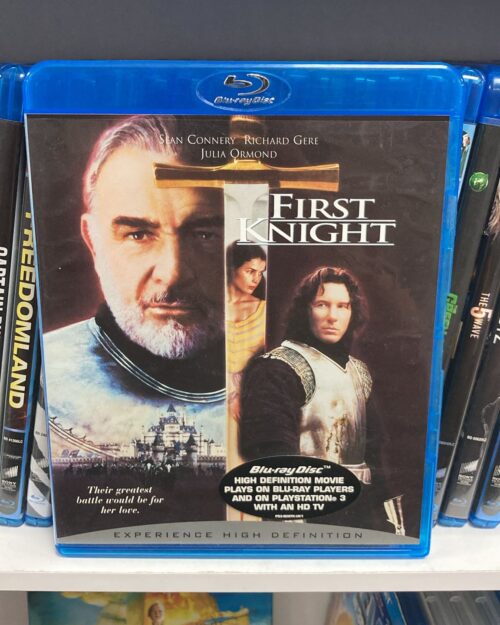 Blu-ray Disc
SEAN CONNERY RICHARD GERE
JULIA ORMOND
FIRST
KNIGHT
FREEDOMLAND
THE 5TH WAVE
Blu-ray Disc™
HIGH DEFINITION MOVIE
PLAYS ON BLU-RAY PLAYERS
AND ON PLAYSTATION® 3
WITH AN HD TV
Their greatest
battle would be for
her love.
EXPERIENCE HIGH DEFINITION